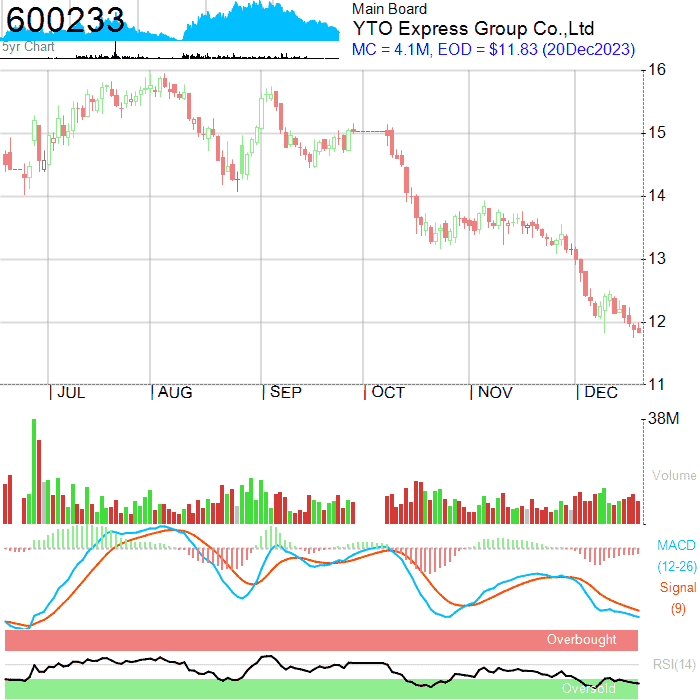 600233
5yr Chart
Main Board
YTO Express Group Co.,Ltd
MC = 4.1M, EOD = $11.83 (20Dec2023)
16
15
14
13
12
11
JUL AUG SEP OCT NOV DEC
38M
Volume
MACD
(12-26)
Signal
(9)
Overbought
RSI(14)
Oversold